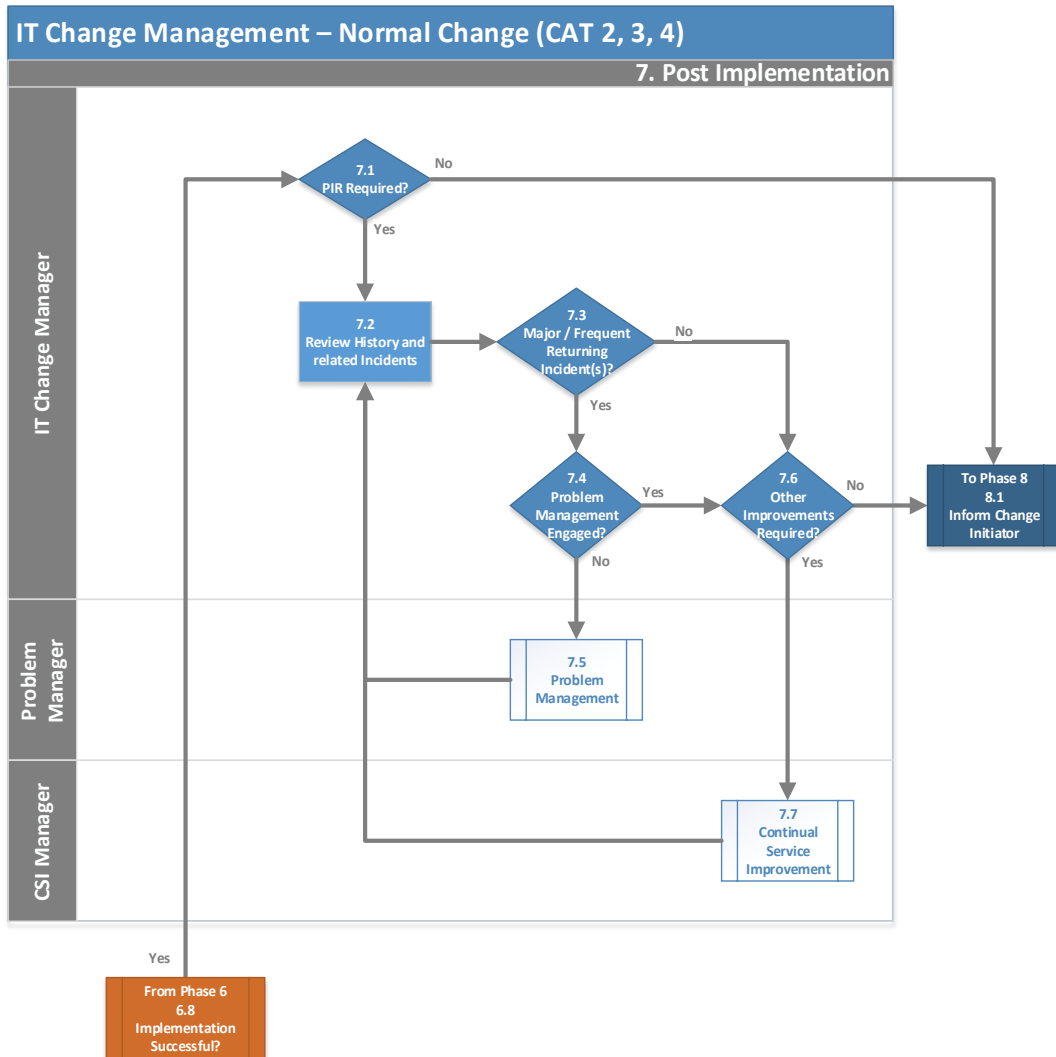 IT Change Management – Normal Change (CAT 2, 3, 4)
7. Post Implementation
IT Change Manager
7.1
PIR Required?
No
Yes
7.2
Review History and
related Incidents
7.3
Major / Frequent
Returning
Incident(s)?
No
Yes
7.4
Problem
Management
Engaged?
Yes
No
7.6
Other
Improvements
Required?
No
Yes
To Phase 8
8.1
Inform Change
Initiator
Problem
Manager
7.5
Problem
Management
CSI Manager
7.7
Continual
Service
Improvement
Yes
From Phase 6
6.8
Implementation
Successful?